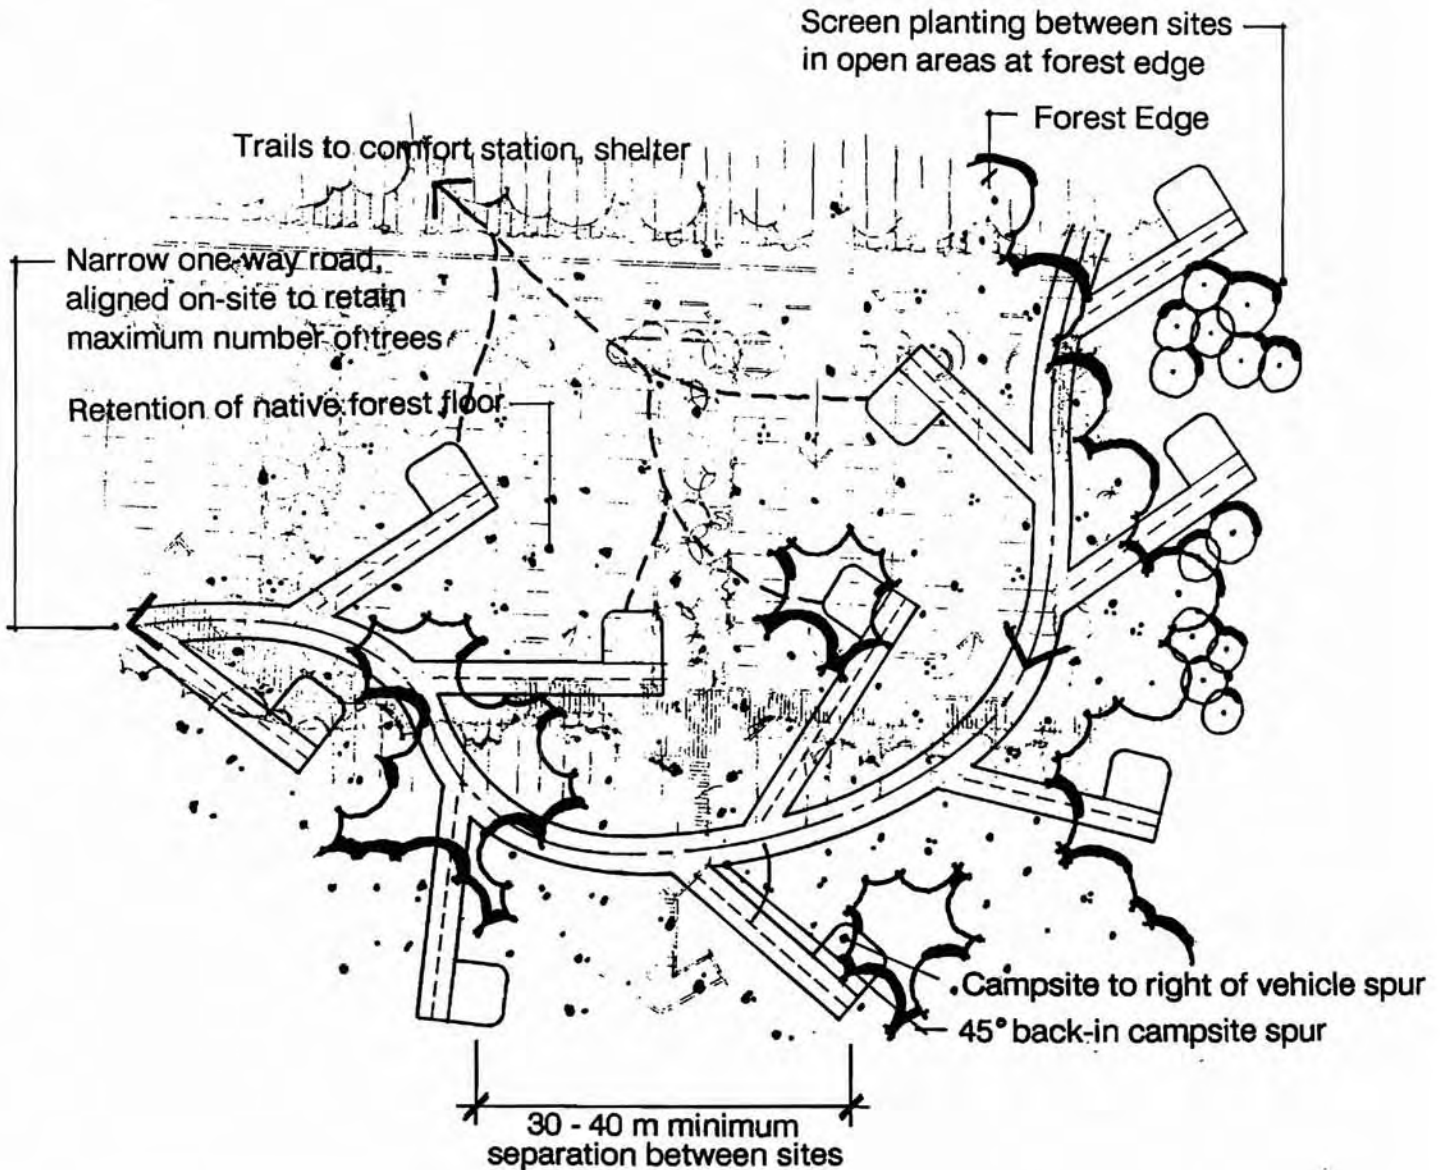 Screen planting between sites
in open areas at forest edge
Forest Edge
Trails to comfort station, shelter
Narrow one-way road,
aligned on-site to retain
maximum number of trees
Retention of native forest floor
Campsite to right of vehicle spur
45° back-in campsite spur
30 - 40 m minimum
separation between sites